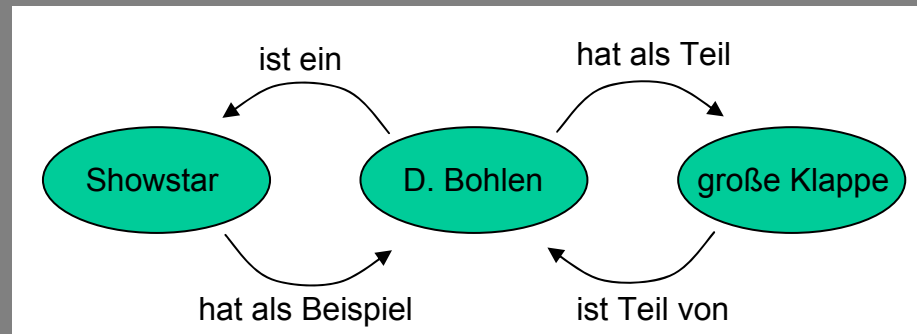 ist ein
hat als Teil
Showstar
D. Bohlen
große Klappe
hat als Beispiel
ist Teil von